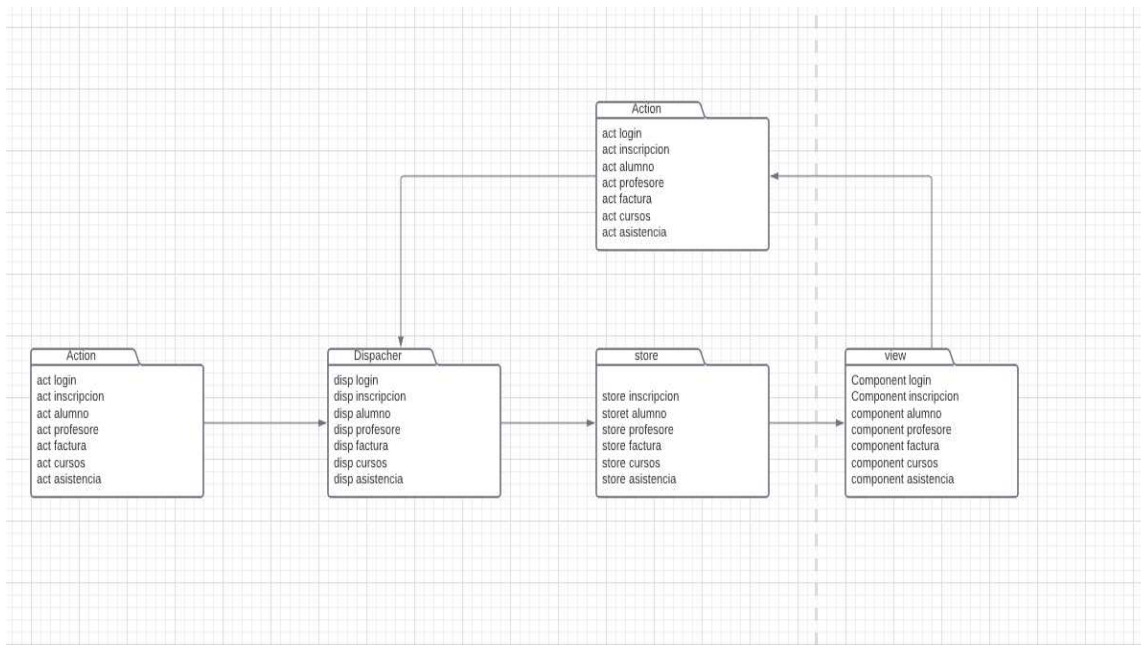 Action
act login
act inscripcion
act alumno
act profesore
act factura
act cursos
act asistencia
Action
act login
act inscripcion
act alumno
act profesore
act factura
act cursos
act asistencia
Dispacher
disp login
disp inscripcion
disp alumno
disp profesore
disp factura
disp cursos
disp asistencia
store
store inscripcion
storet alumno
store profesore
store factura
store cursos
store asistencia
view
Component login
Component inscripcion
component alumno
component profesore
component factura
component cursos
component asistencia